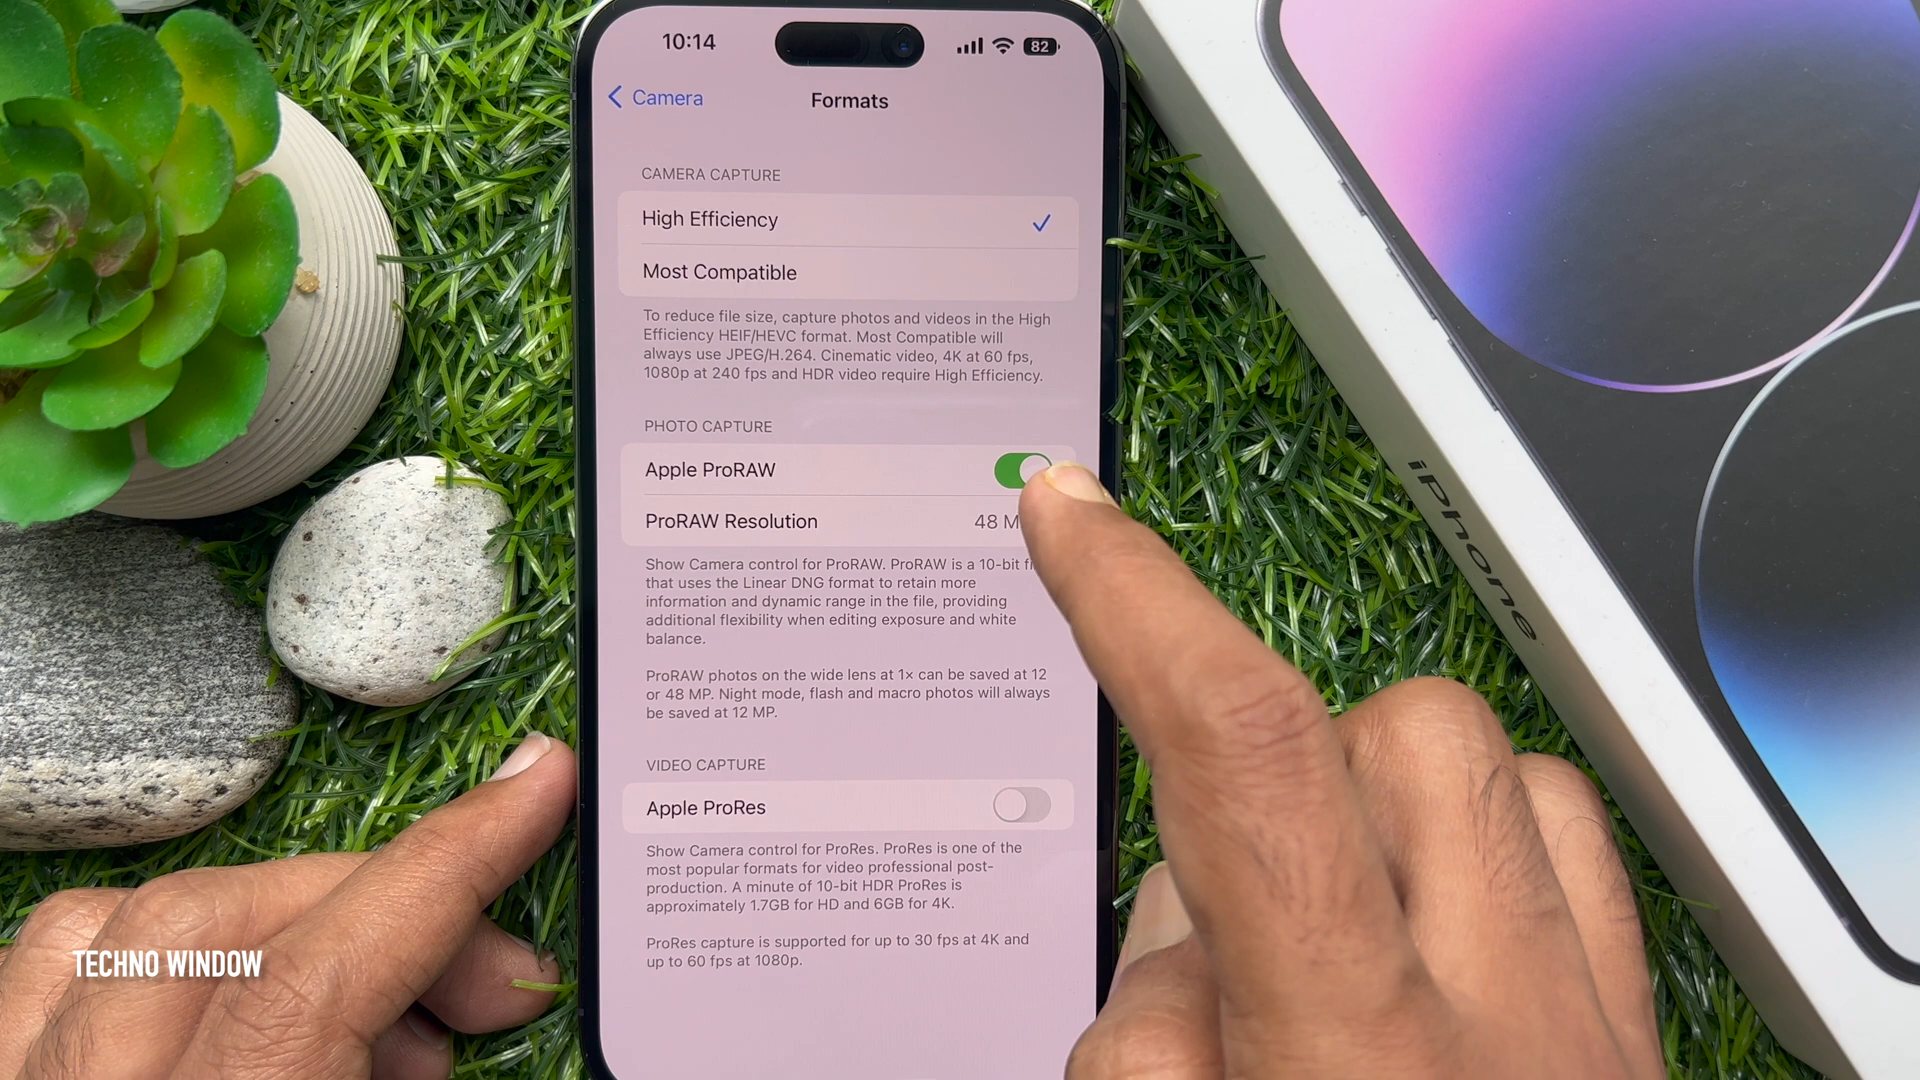 10:14
82
Camera
Formats
CAMERA CAPTURE
High Efficiency
Most Compatible
To reduce file size, capture photos and videos in the High
Efficiency HEIF/HEVC format. Most Compatible will
always use JPEG/H.264. Cinematic video, 4K at 60 fps,
1080p at 240 fps and HDR video require High Efficiency.
PHOTO CAPTURE
Apple ProRAW
ProRAW Resolution
48 M
Show Camera control for ProRAW. ProRAW is a 10-bit
that uses the Linear DNG format to retain more
information and dynamic range in the file, providing
additional flexibility when editing exposure and white
balance.
ProRAW photos on the wide lens at 1× can be saved at 12
or 48 MP. Night mode, flash and macro photos will always
be saved at 12 MP.
VIDEO CAPTURE
Apple ProRes
Show Camera control for ProRes. ProRes is one of the
most popular formats for video professional post-
production. A minute of 10-bit HDR ProRes is
approximately 1.7GB for HD and 6GB for 4K.
ProRes capture is supported for up to 30 fps at 4K and
up to 60 fps at 1080p.
iPhone
TECHNO WINDOW